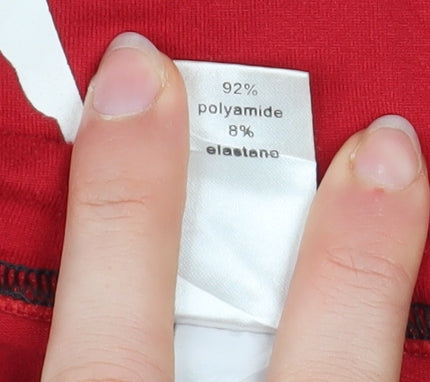 92%
polyamide
8%
elastane